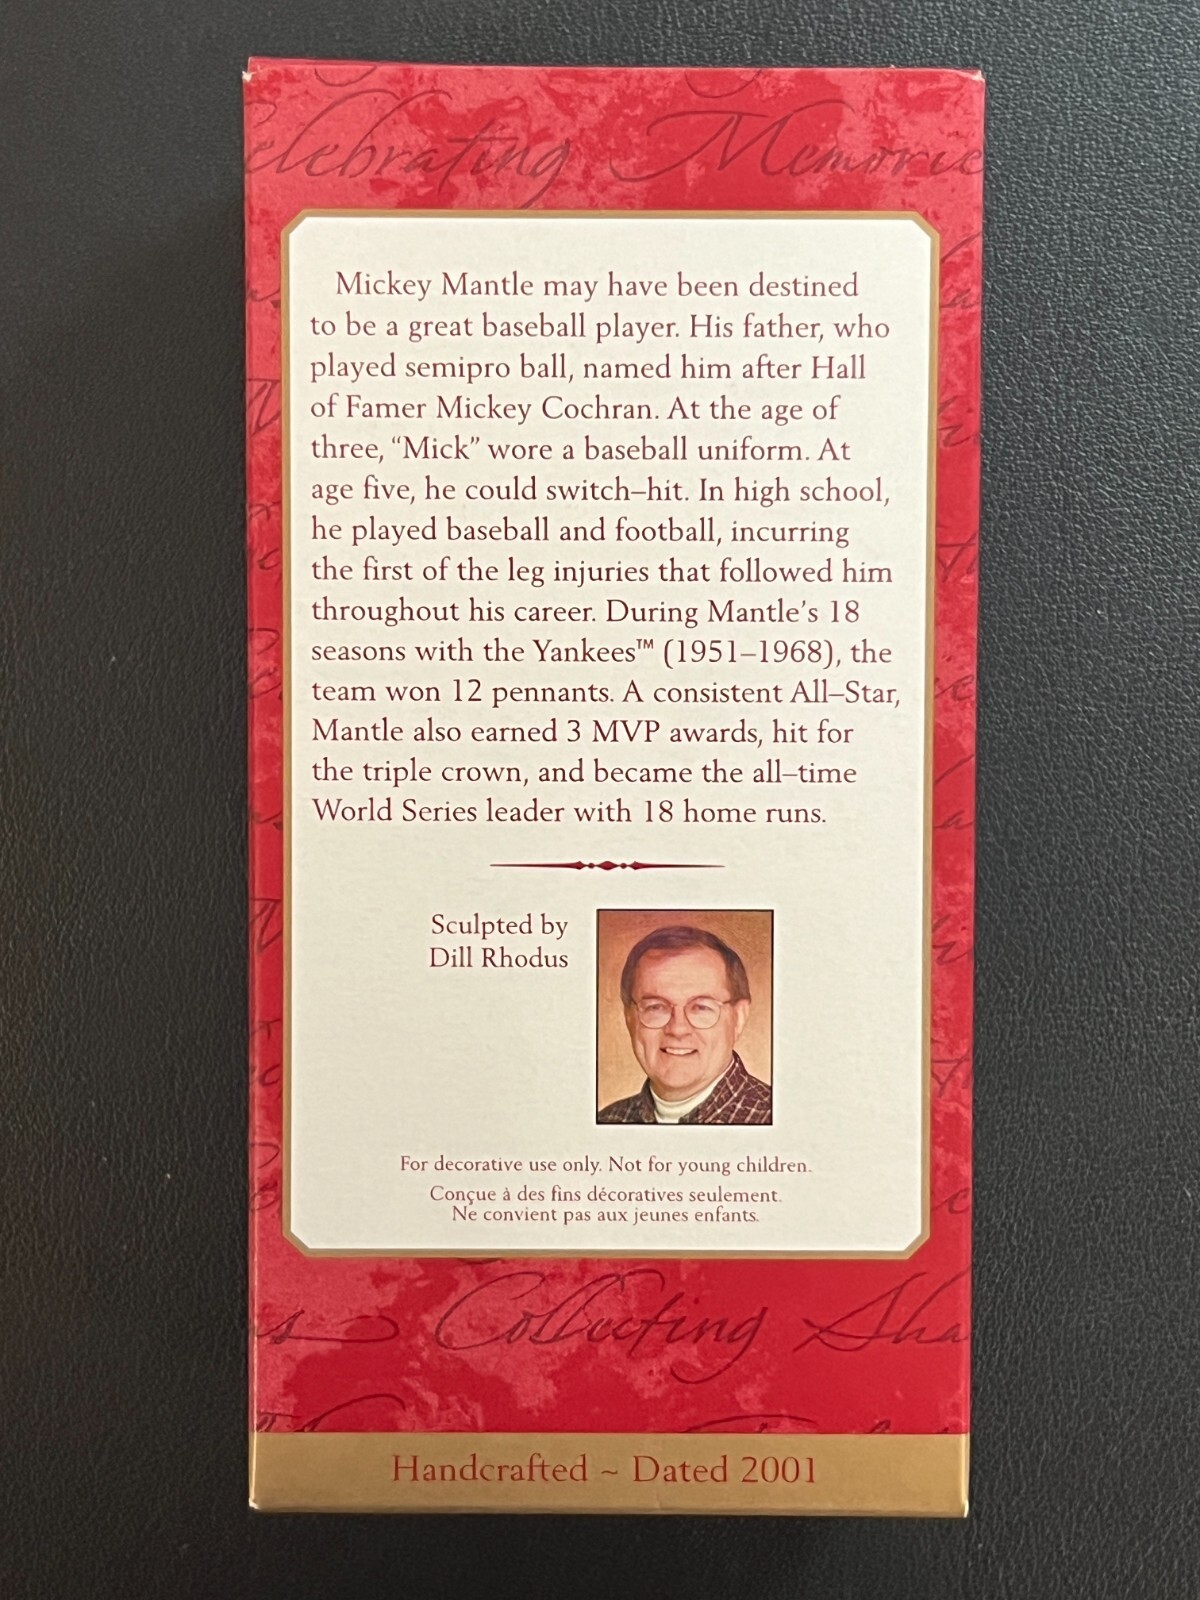 Celebrating Memories
Mickey Mantle may have been destined
to be a great baseball player. His father, who
played semipro ball, named him after Hall
of Famer Mickey Cochran. At the age of
three, “Mick” wore a baseball uniform. At
age five, he could switch–hit. In high school,
he played baseball and football, incurring
the first of the leg injuries that followed him
throughout his career. During Mantle’s 18
seasons with the Yankees™ (1951–1968), the
team won 12 pennants. A consistent All–Star,
Mantle also earned 3 MVP awards, hit for
the triple crown, and became the all–time
World Series leader with 18 home runs.
Sculpted by
Dill Rhodus
For decorative use only. Not for young children.
Conçue à des fins décoratives seulement.
Ne convient pas aux jeunes enfants.
Collecting Sha
Handcrafted ~ Dated 2001